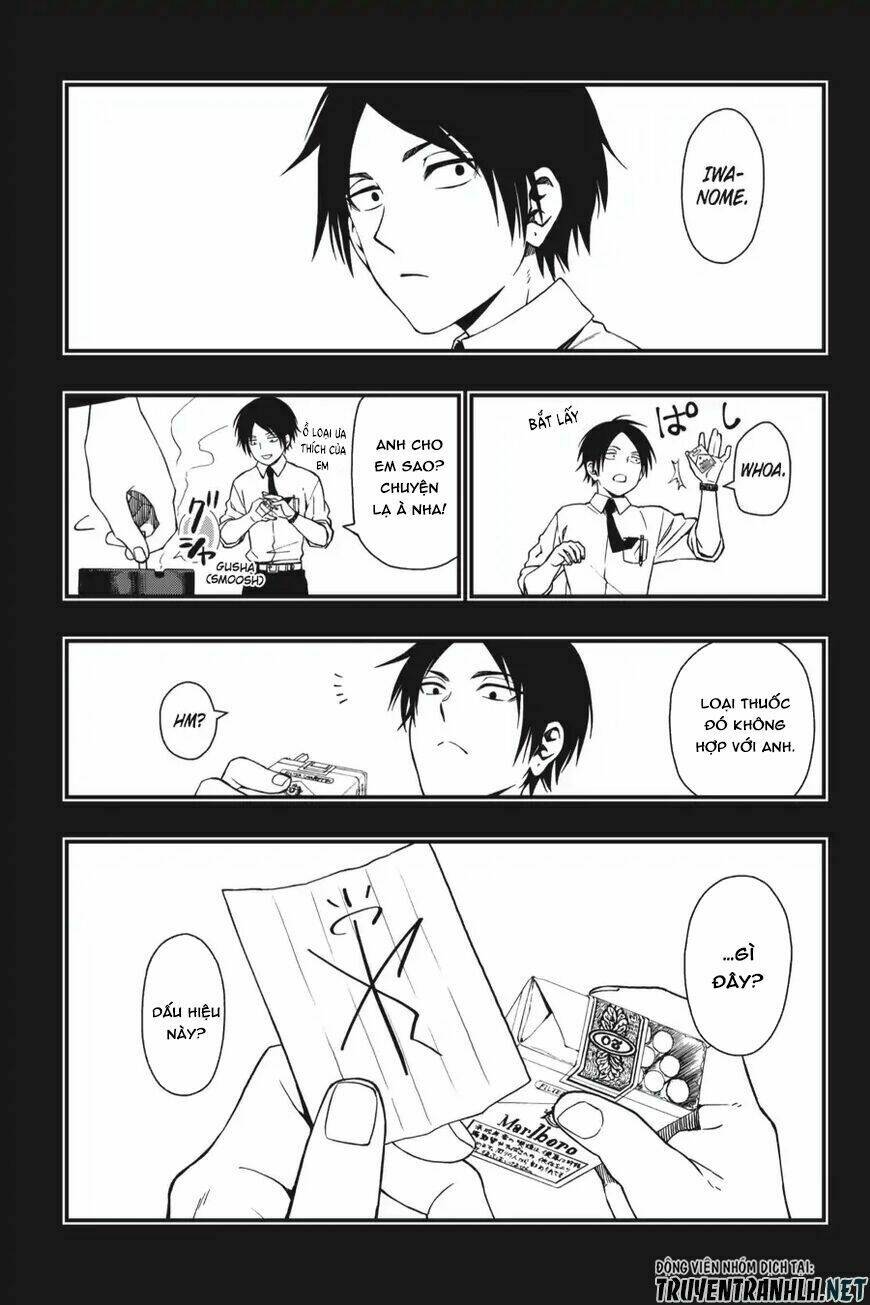 IWA-
NOME.
BẮT LẤY
ぱし
WHOA.
Ồ LOẠI ƯA
THÍCH CỦA
EM
ANH CHO
EM SAO?
CHUYỆN
LẠ À NHA!
グシャ
GUSHA
(SMOOSH)
HM?
LOẠI THUỐC
ĐÓ KHÔNG
HỢP VỚI ANH.
...GÌ
ĐÂY?
DẤU HIỆU
NÀY?
20
FILTER
Marlboro
ĐỘNG VIÊN NHÓM DỊCH TẠI:
TRUYENTRANHLH.NET